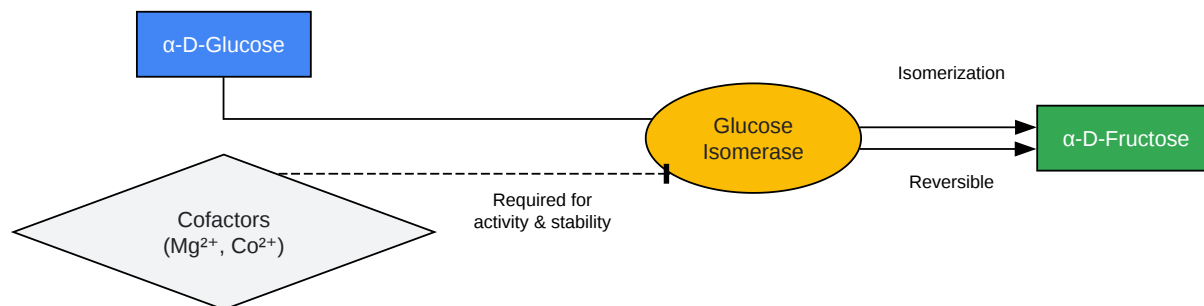 α-D-Glucose
Isomerization
Glucose
Isomerase
α-D-Fructose
Reversible
Required for
activity & stability
Cofactors
(Mg²⁺, Co²⁺)